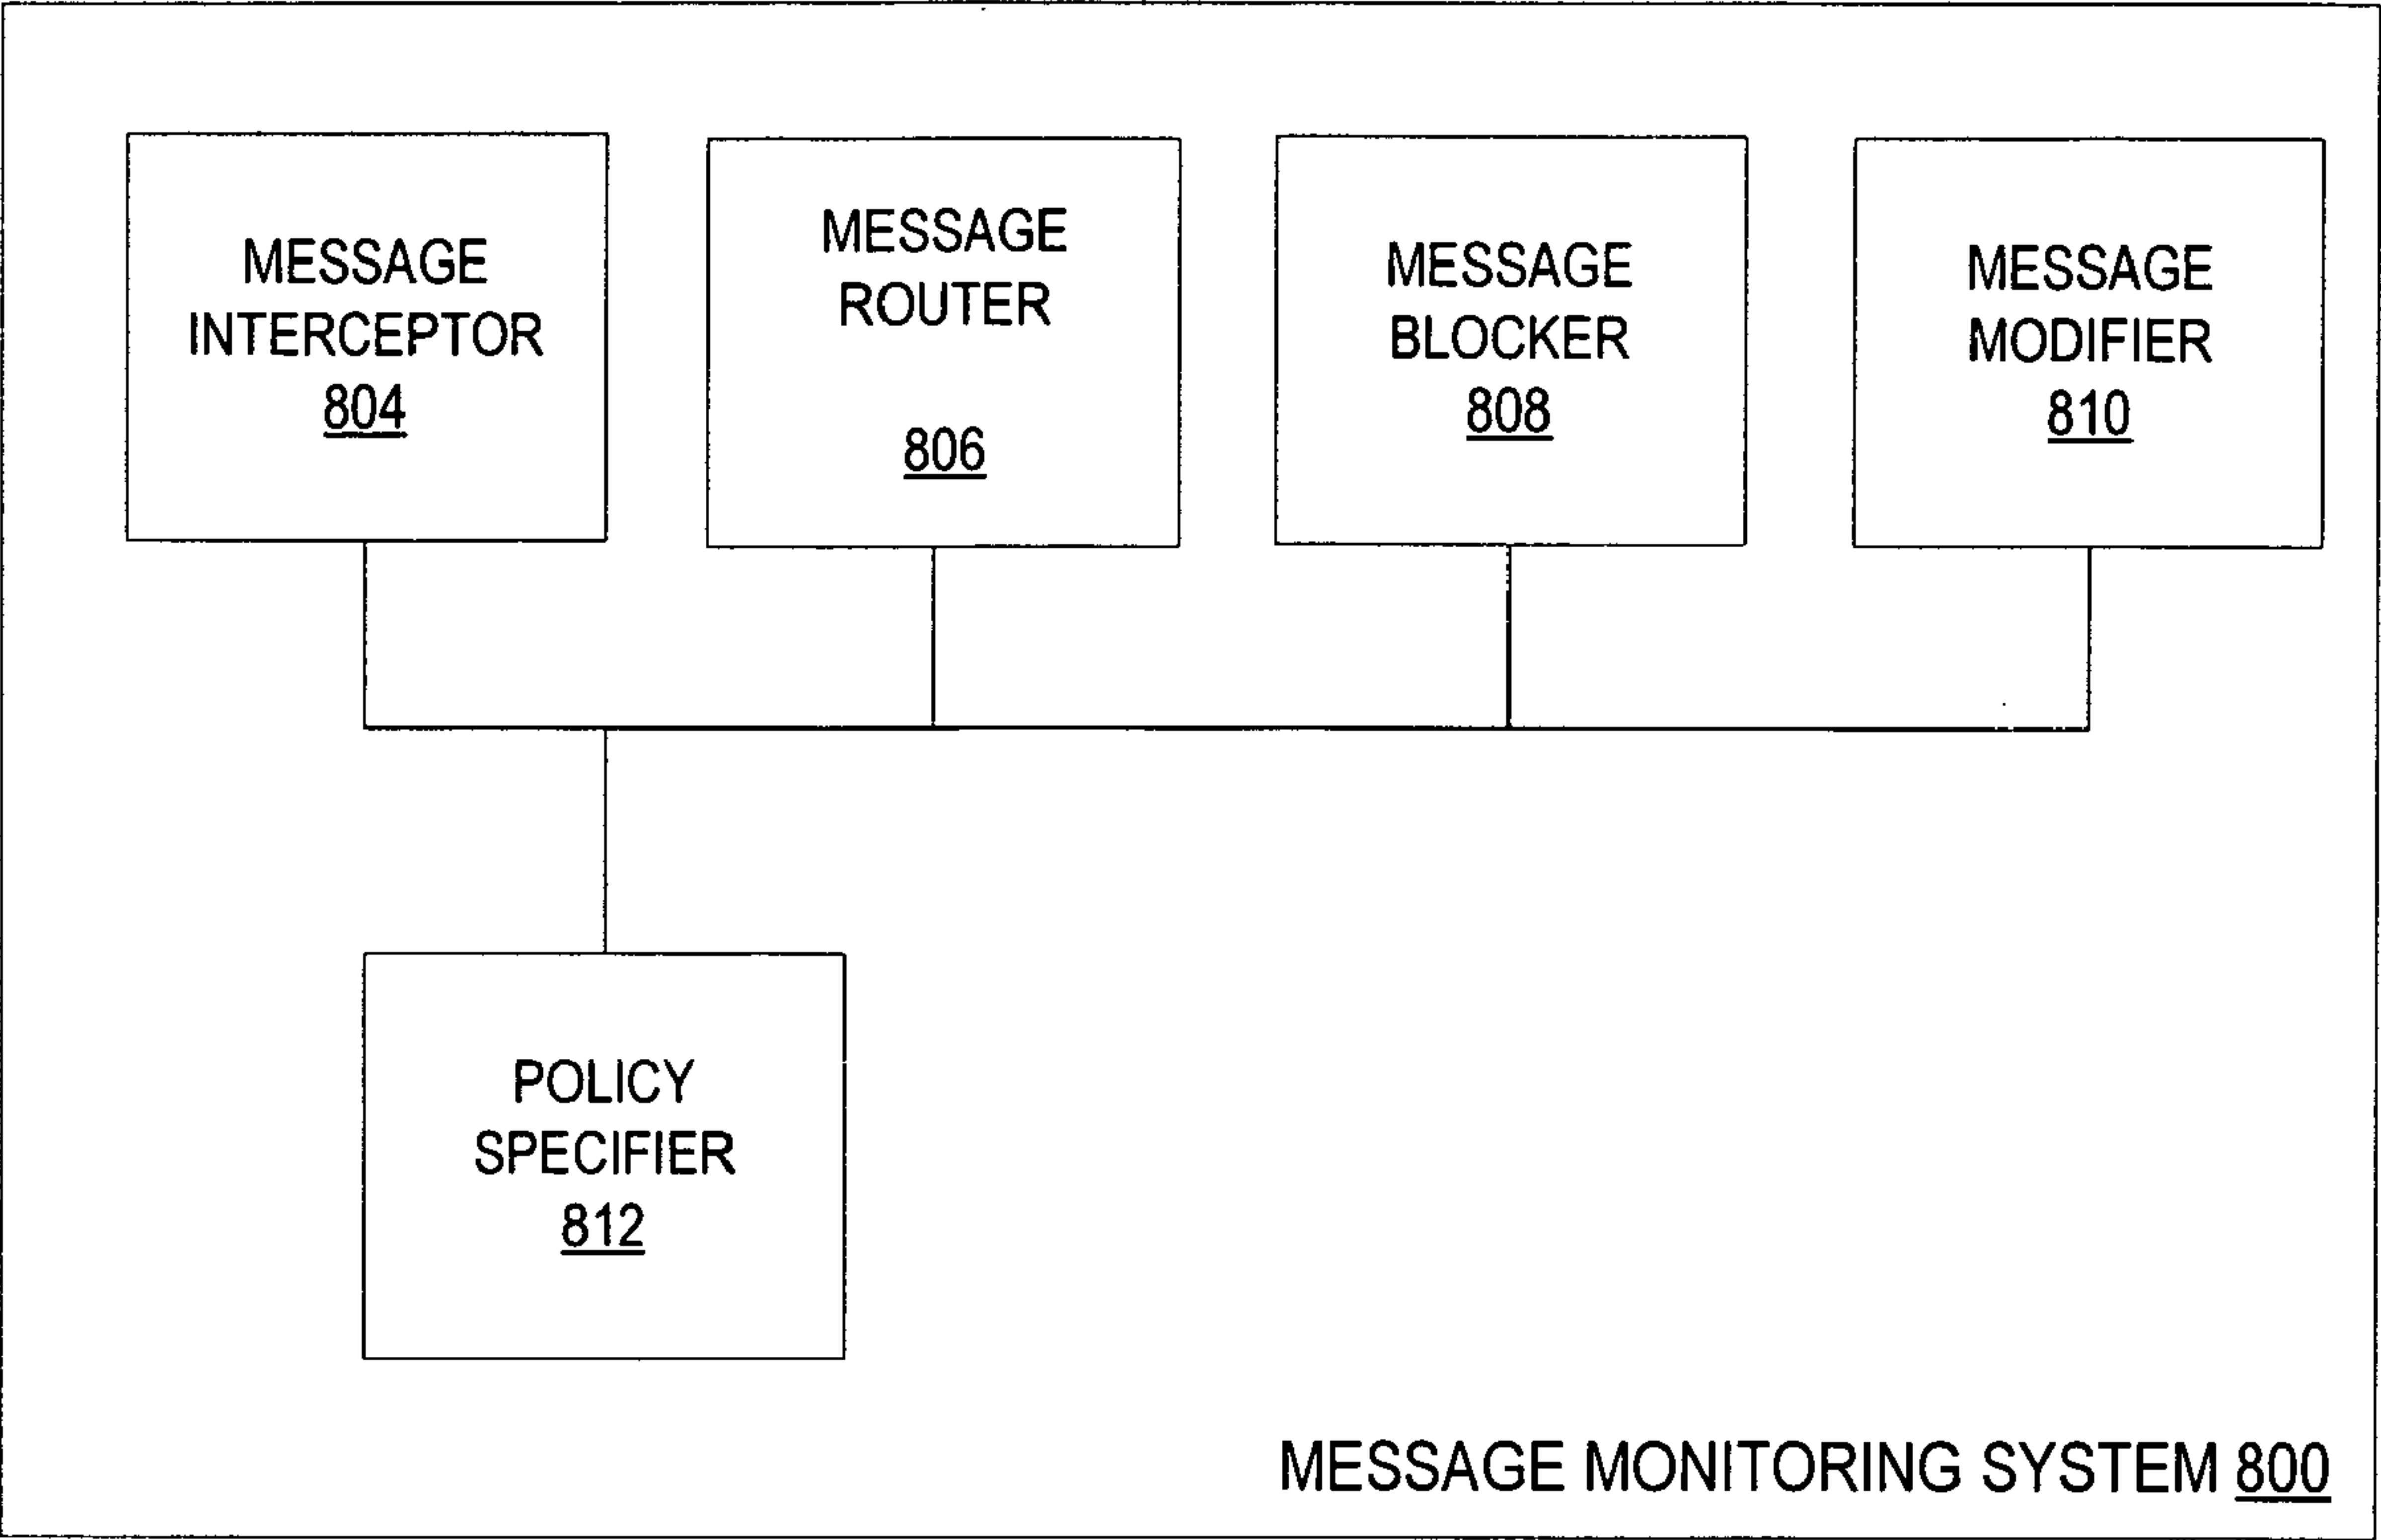 MESSAGE
INTERCEPTOR
804
MESSAGE
ROUTER
806
MESSAGE
BLOCKER
808
MESSAGE
MODIFIER
810
POLICY
SPECIFIER
812
MESSAGE MONITORING SYSTEM 800